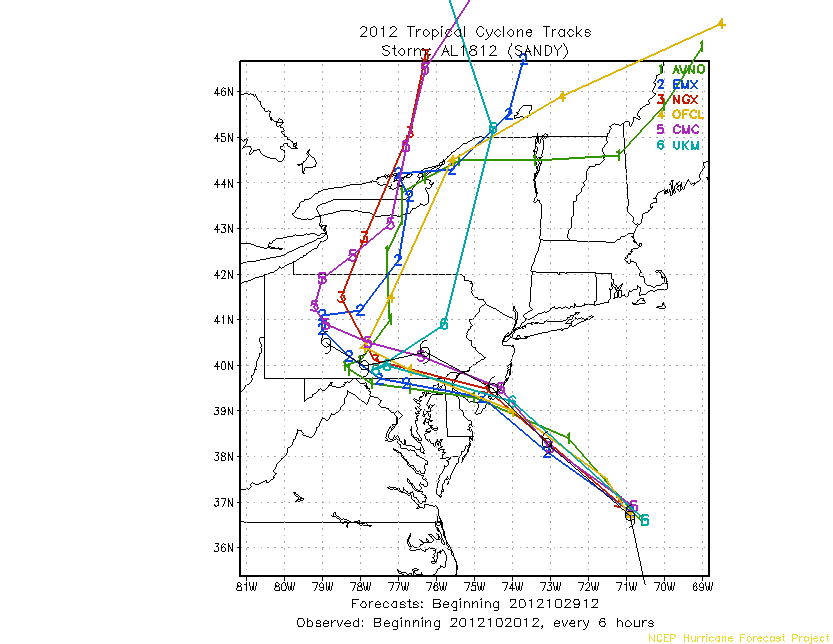 2012 Tropical Cyclone Tracks
Storm: AL1812 (SANDY)
1 AVNO
2 EMX
3 NGX
4 OFCL
5 CMC
6 UKM
46N
45N
44N
43N
42N
41N
40N
39N
38N
37N
36N
81W 80W 79W 78W 77W 76W 75W 74W 73W 72W 71W 70W 69W
Forecasts: Beginning 2012102912
Observed: Beginning 2012102012, every 6 hours
NCEP Hurricane Forecast Project